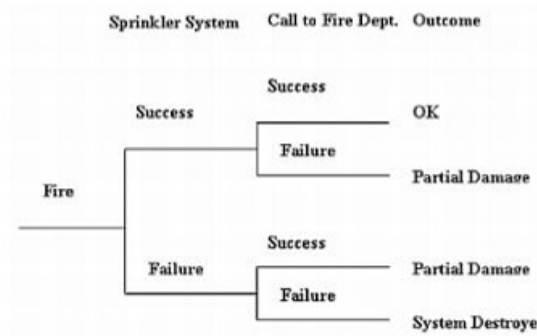 Sprinkler System Call to Fire Dept. Outcome
Success
Success OK
Failure
Fire Partial Damage
Success
Failure Partial Damage
Failure
System Destroye